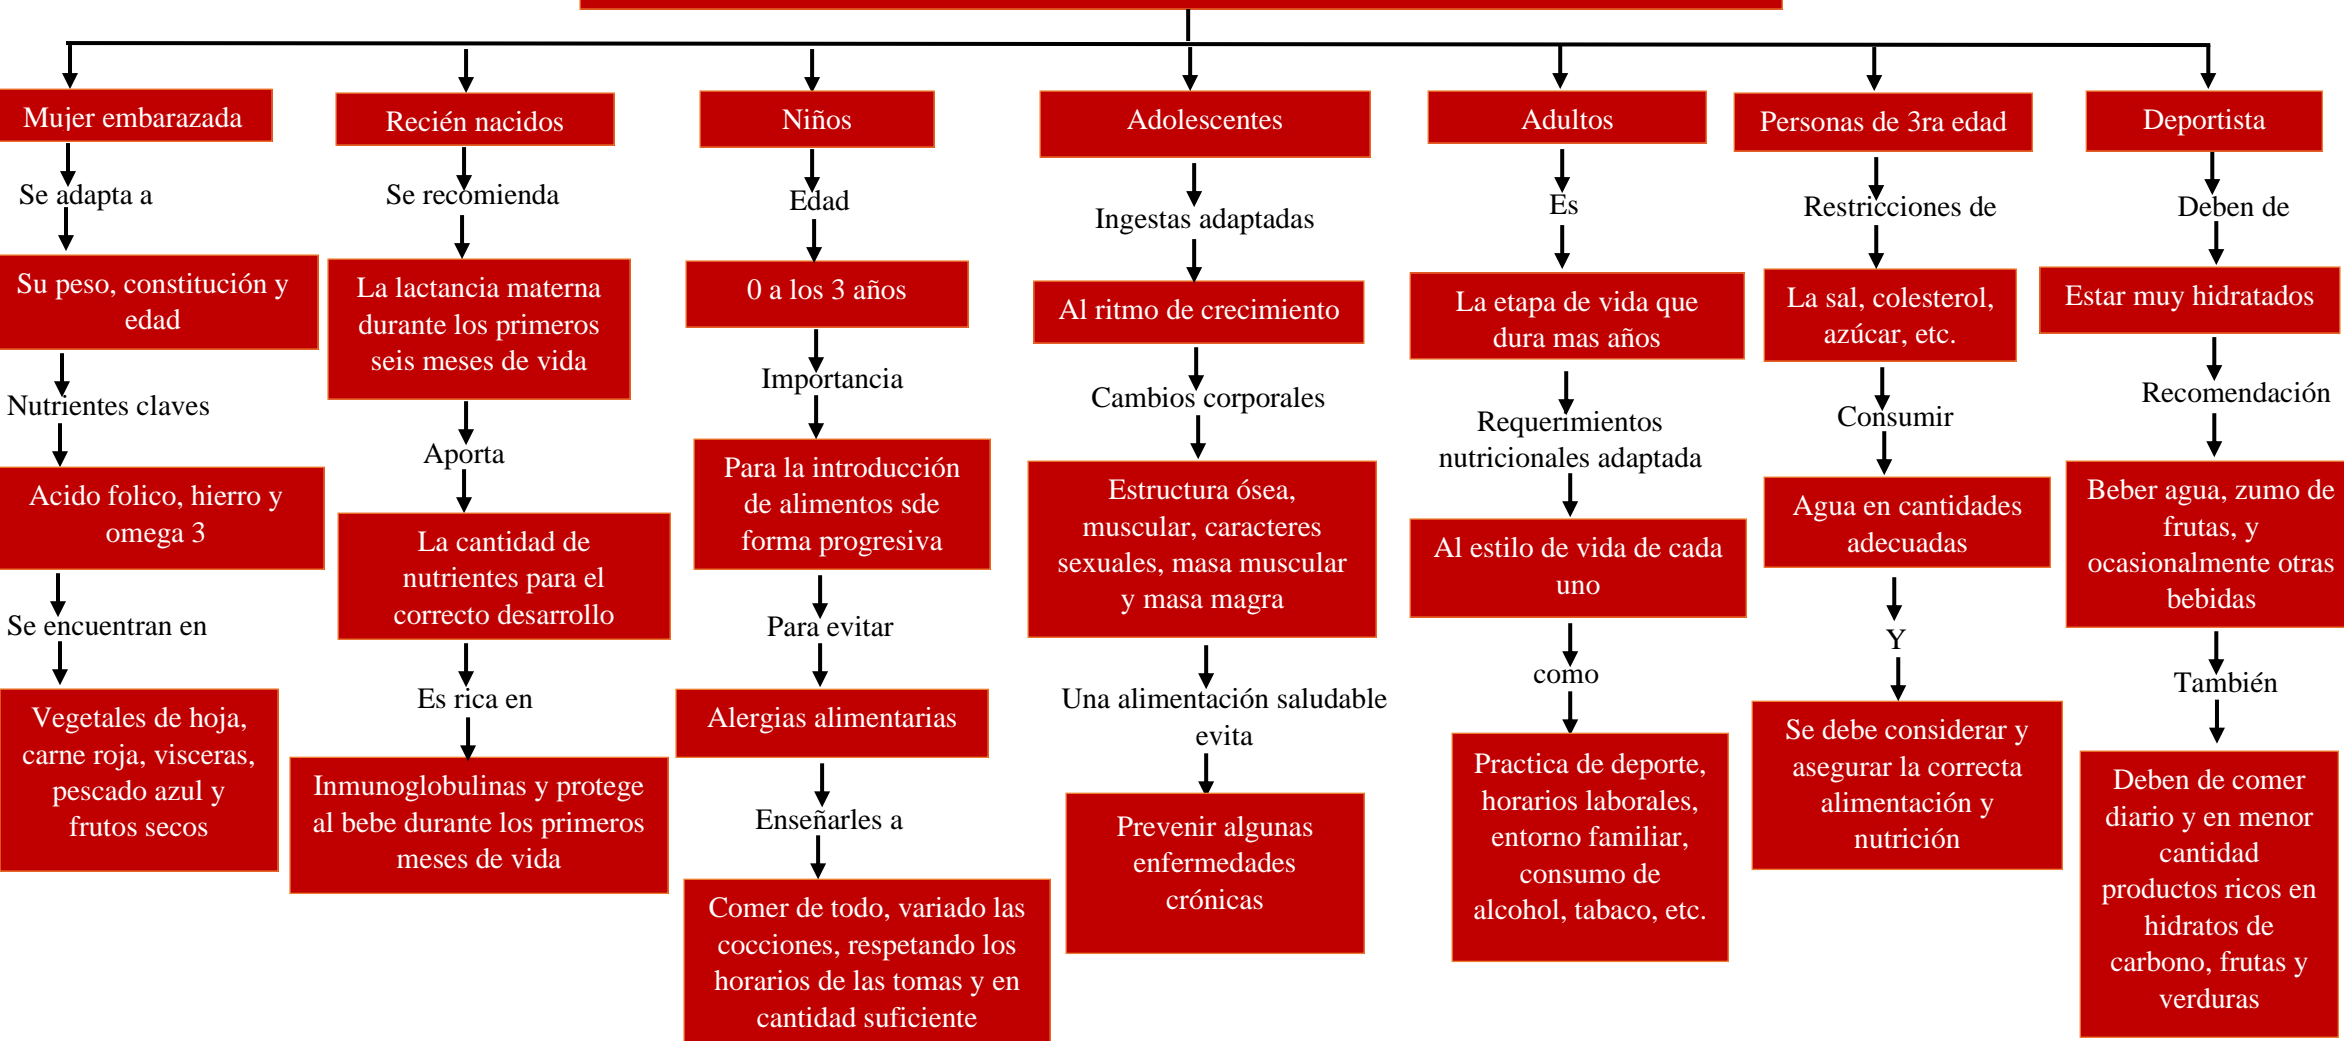 Mujer embarazada
Se adapta a
Su peso, constitución y
edad
Nutrientes claves
Acido folico, hierro y
omega 3
Se encuentran en
Vegetales de hoja,
carne roja, visceras,
pescado azul y
frutos secos
Recién nacidos
Se recomienda
La lactancia materna
durante los primeros
seis meses de vida
Aporta
La cantidad de
nutrientes para el
correcto desarrollo
Es rica en
Inmunoglobulinas y protege
al bebe durante los primeros
meses de vida
Niños
Edad
0 a los 3 años
Importancia
Para la introducción
de alimentos sde
forma progresiva
Para evitar
Alergias alimentarias
Enseñarles a
Comer de todo, variado las
cocciones, respetando los
horarios de las tomas y en
cantidad suficiente
Adolescentes
Ingestas adaptadas
Al ritmo de crecimiento
Cambios corporales
Estructura ósea,
muscular, caracteres
sexuales, masa muscular
y masa magra
Una alimentación saludable
evita
Prevenir algunas
enfermedades
crónicas
Adultos
Es
La etapa de vida que
dura mas años
Requerimientos
nutricionales adaptada
Al estilo de vida de cada
uno
como
Practica de deporte,
horarios laborales,
entorno familiar,
consumo de
alcohol, tabaco, etc.
Personas de 3ra edad
Restricciones de
La sal, colesterol,
azúcar, etc.
Consumir
Agua en cantidades
adecuadas
Y
Se debe considerar y
asegurar la correcta
alimentación y
nutrición
Deportista
Deben de
Estar muy hidratados
Recomendación
Beber agua, zumo de
frutas, y
ocasionalmente otras
bebidas
También
Deben de comer
diario y en menor
cantidad
productos ricos en
hidratos de
carbono, frutas y
verduras